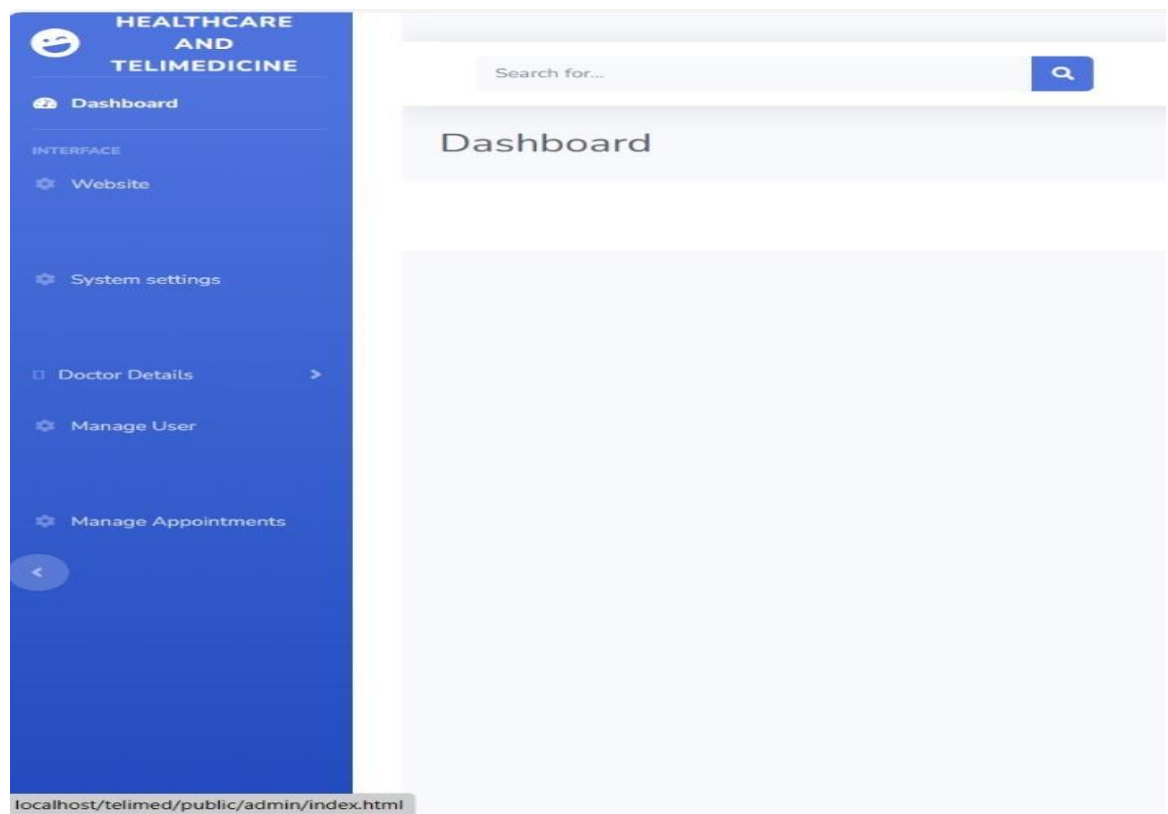 HEALTHCARE
AND
TELIMEDICINE
Dashboard
INTERFACE
Website
System settings
Doctor Details
Manage User
Manage Appointments
Search for...
Dashboard
localhost/telimed/public/admin/index.html